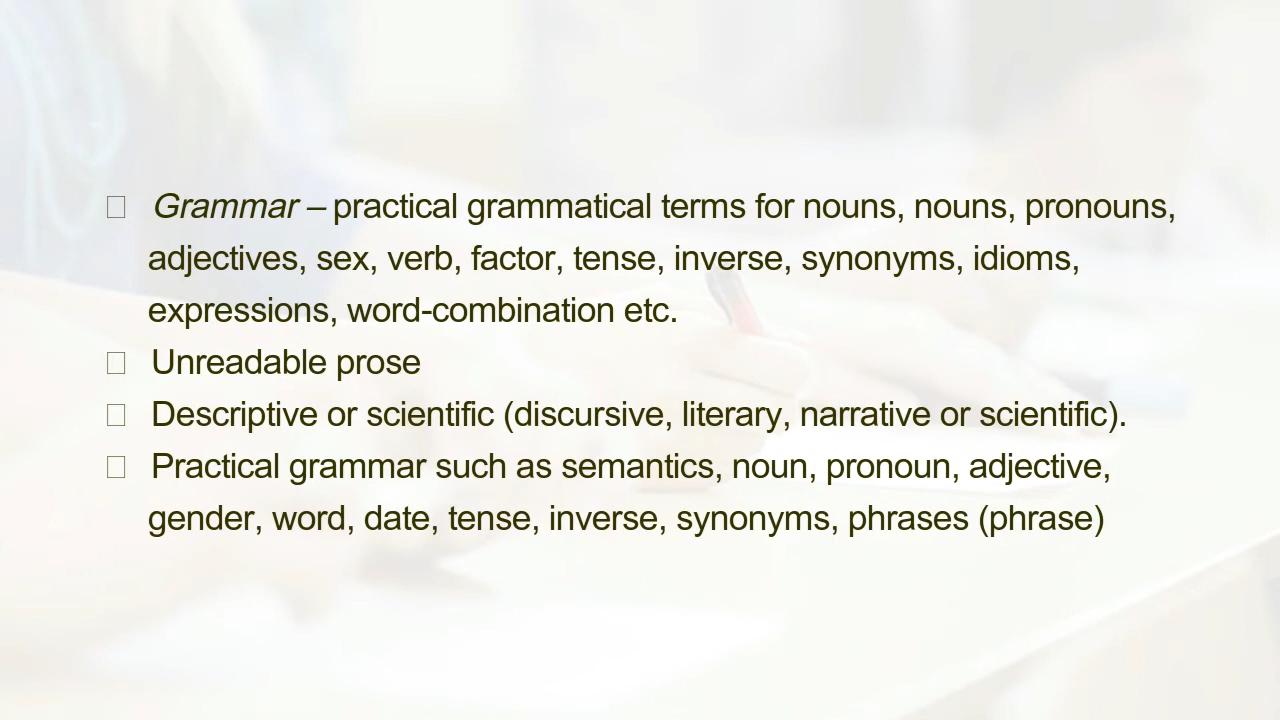 □ Grammar – practical grammatical terms for nouns, nouns, pronouns,
adjectives, sex, verb, factor, tense, inverse, synonyms, idioms,
expressions, word-combination etc.
□ Unreadable prose
□ Descriptive or scientific (discursive, literary, narrative or scientific).
□ Practical grammar such as semantics, noun, pronoun, adjective,
gender, word, date, tense, inverse, synonyms, phrases (phrase)